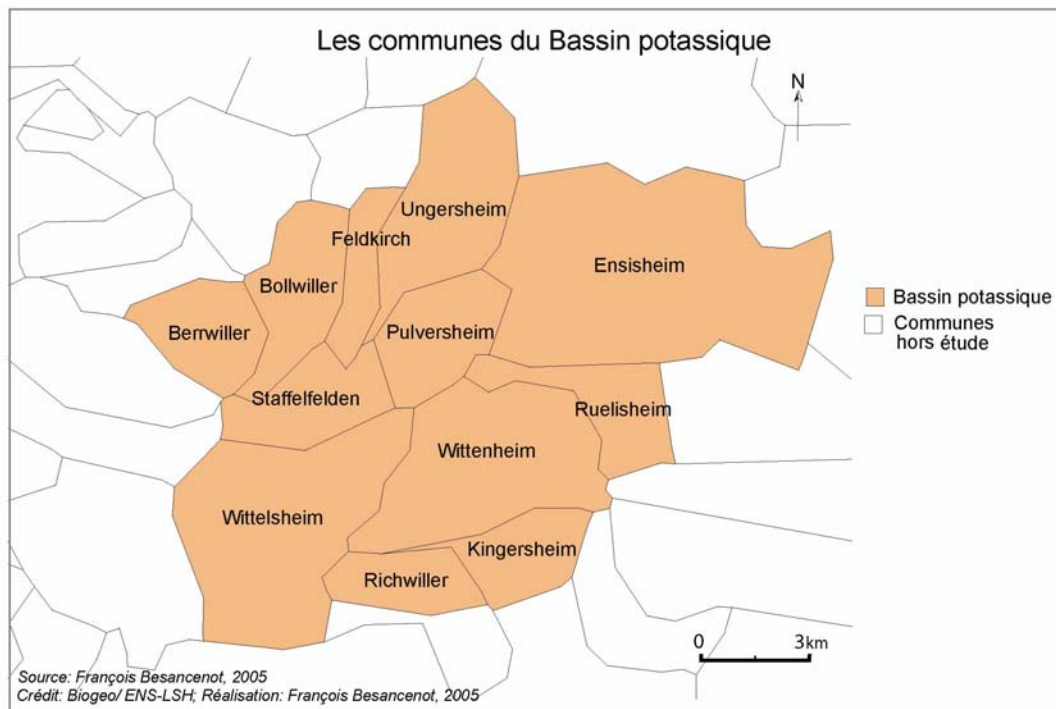 Les communes du Bassin potassique
N
Ungersheim
Feldkirch
Ensisheim
Bollwiller
Berrwiller
Pulversheim
Staffelfelden
Ruelisheim
Wittenheim
Wittelsheim
Kingersheim
Richwiller
Bassin potassique
Communes
hors étude
0 3km
Source: François Besancenot, 2005
Crédit: Biogeo/ ENS-LSH; Réalisation: François Besancenot, 2005